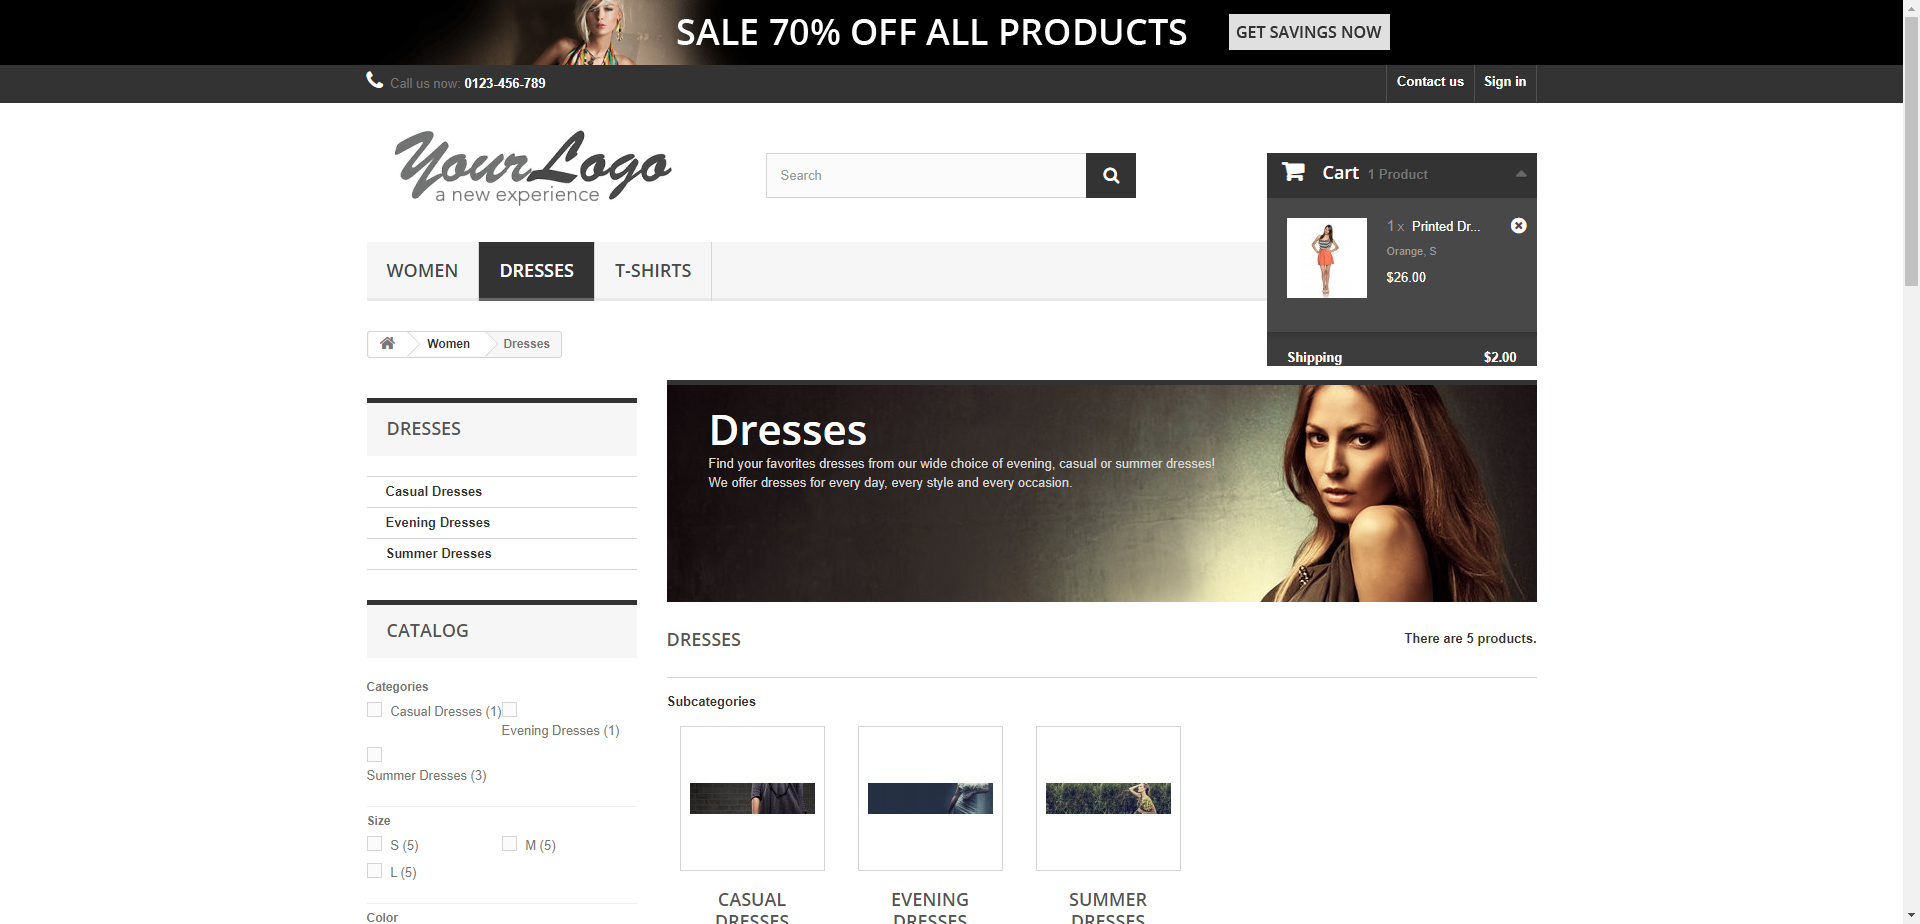 SALE 70% OFF ALL PRODUCTS
GET SAVINGS NOW
Call us now: 0123-456-789
Contact us
Sign in
YourLogo
a new experience
Search
Cart 1 Product
1 x Printed Dr...
Orange, S
$26.00
Shipping $2.00
WOMEN
DRESSES
T-SHIRTS
Women
Dresses
DRESSES
Casual Dresses
Evening Dresses
Summer Dresses
CATALOG
Categories
Casual Dresses (1)
Evening Dresses (1)
Summer Dresses (3)
Size
S (5)
M (5)
L (5)
Color
Dresses
Find your favorites dresses from our wide choice of evening, casual or summer dresses!
We offer dresses for every day, every style and every occasion.
DRESSES
There are 5 products.
Subcategories
CASUAL
DRESSES
EVENING
DRESSES
SUMMER
DRESSES